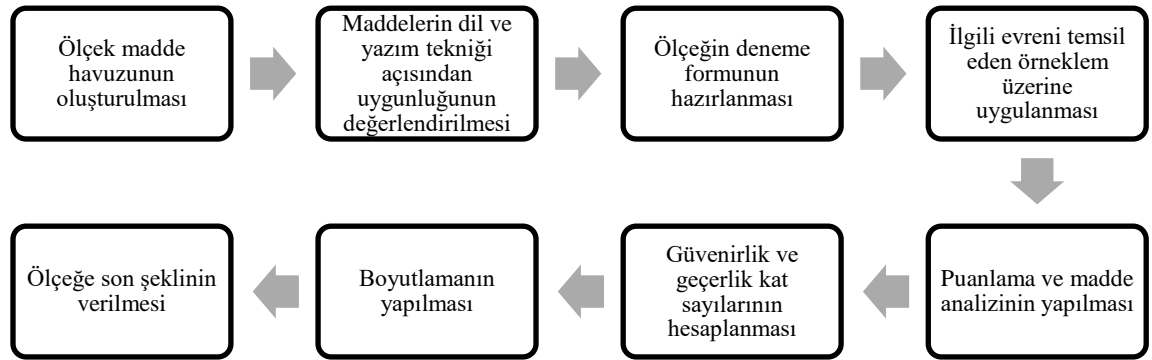 Ölçek madde
havuzunun
oluşturulması
Maddelerin dil ve
yazım tekniği
açısından
uygunluğunun
değerlendirilmesi
Ölçeğin deneme
formunun
hazırlanması
İlgili evreni temsil
eden örneklem
üzerine
uygulanması
Puanlama ve madde
analizinin yapılması
Güvenirlik ve
geçerlik kat
sayılarının
hesaplanması
Boyutlamanın
yapılması
Ölçeğe son şeklinin
verilmesi